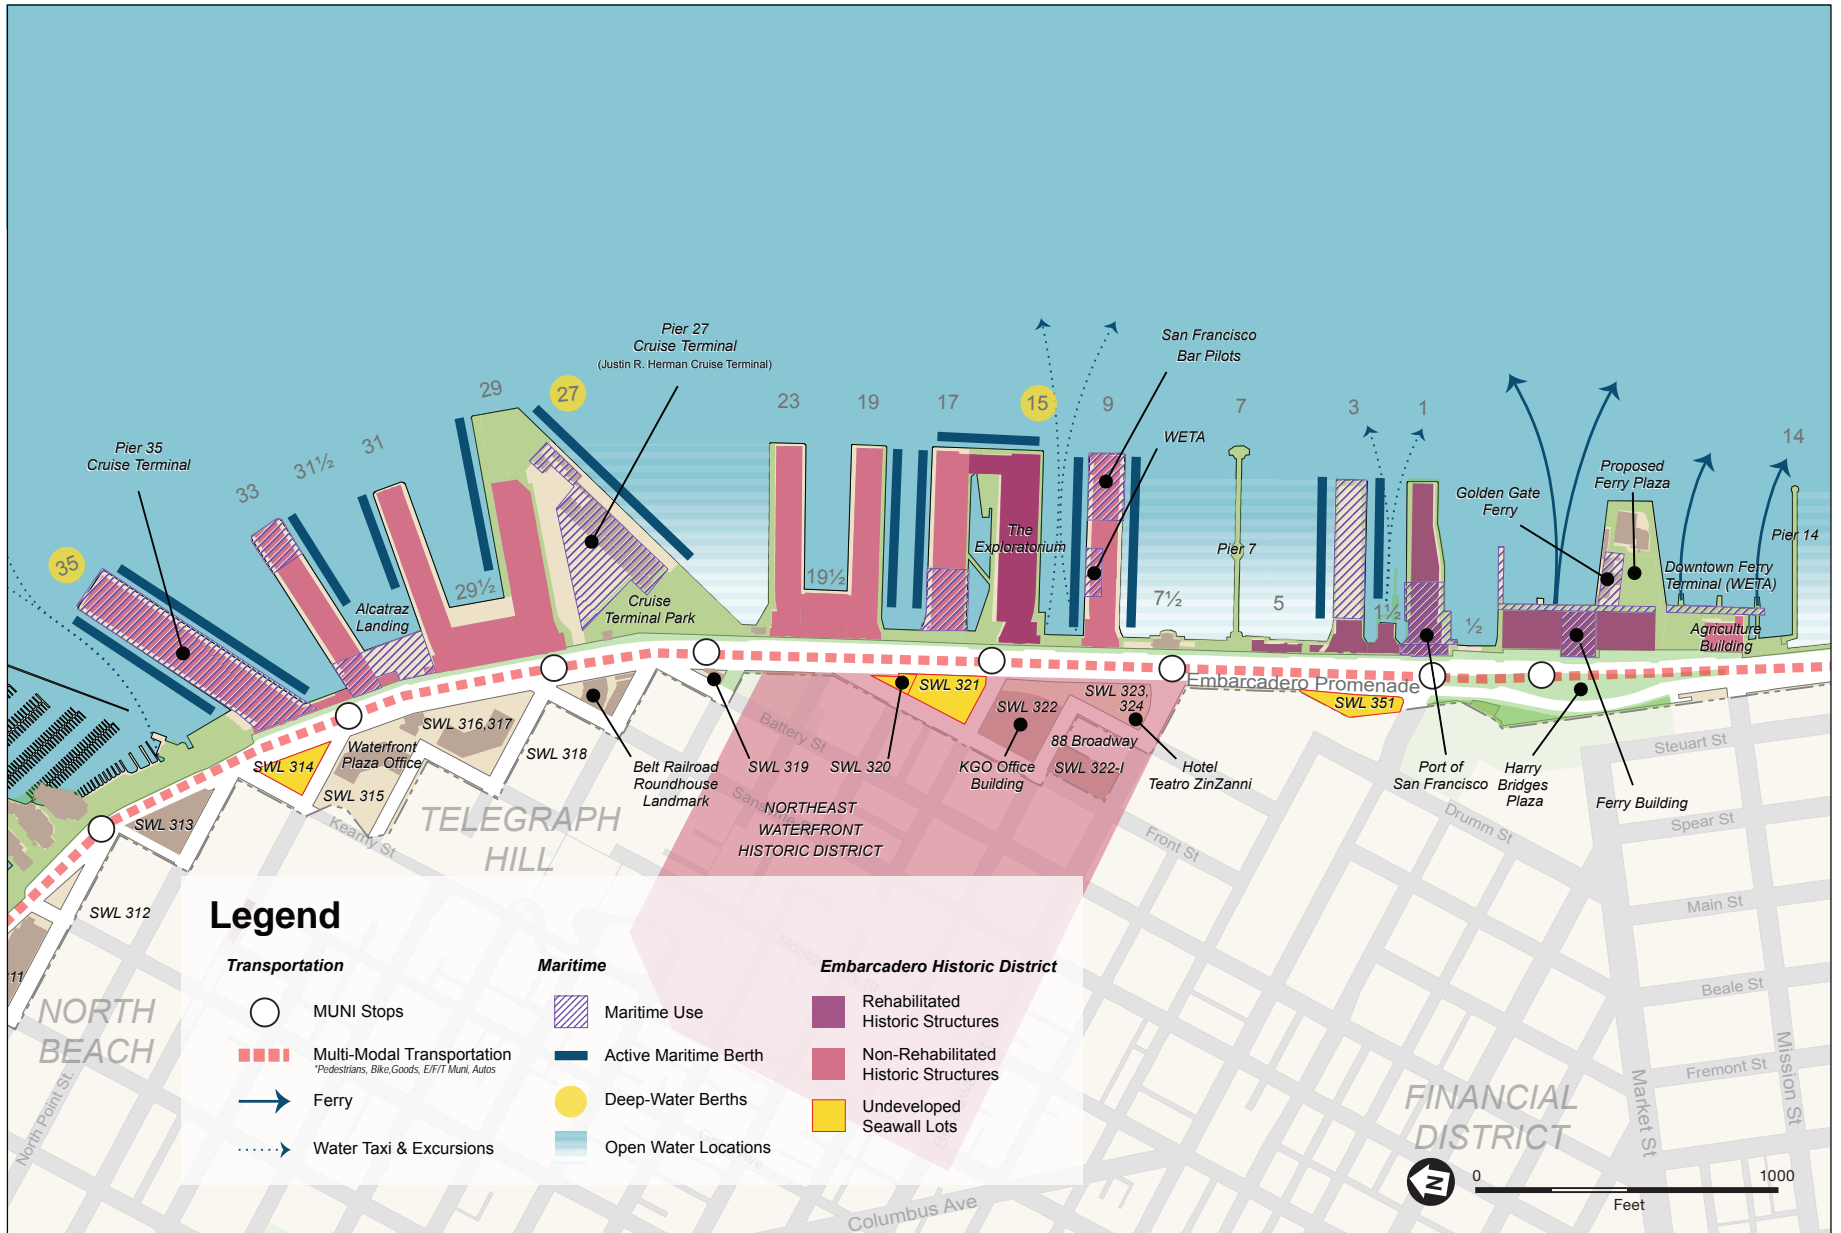 Pier 27
Cruise Terminal
(Justin R. Herman Cruise Terminal)
San Francisco
Bar Pilots
29
27
23
19
17
15
9
7
3
1
14
WETA
Pier 35
Cruise Terminal
31
31½
33
35
Proposed
Ferry Plaza
Golden Gate
Ferry
Pier 14
The
Exploratorium
Pier 7
Downtown Ferry
Terminal (WETA)
29½
19½
7½
5
1½
½
Alcatraz
Landing
Cruise
Terminal Park
Agriculture
Building
Embarcadero Promenade
SWL 321
SWL 323,
324
SWL 351
SWL 322
SWL 316,317
SWL 318
Waterfront
Plaza Office
SWL 314
SWL 315
SWL 313
SWL 312
311
Battery St
88 Broadway
SWL 322-I
Belt Railroad
Roundhouse
Landmark
SWL 319
SWL 320
KGO Office
Building
Hotel
Teatro ZinZanni
Port of
San Francisco
Harry
Bridges
Plaza
Ferry Building
Steuart St
Spear St
Main St
Beale St
Fremont St
Mission St
Market St
Drumm St
Front St
Sansome St
Kearny St
TELEGRAPH
HILL
NORTHEAST
WATERFRONT
HISTORIC DISTRICT
NORTH
BEACH
North Point St.
Columbus Ave
FINANCIAL
DISTRICT
Legend
Transportation
MUNI Stops
Multi-Modal Transportation
*Pedestrians, Bike,Goods, E/F/T Muni, Autos
Ferry
Water Taxi & Excursions
Maritime
Maritime Use
Active Maritime Berth
Deep-Water Berths
Open Water Locations
Embarcadero Historic District
Rehabilitated
Historic Structures
Non-Rehabilitated
Historic Structures
Undeveloped
Seawall Lots
N
0
1000
Feet